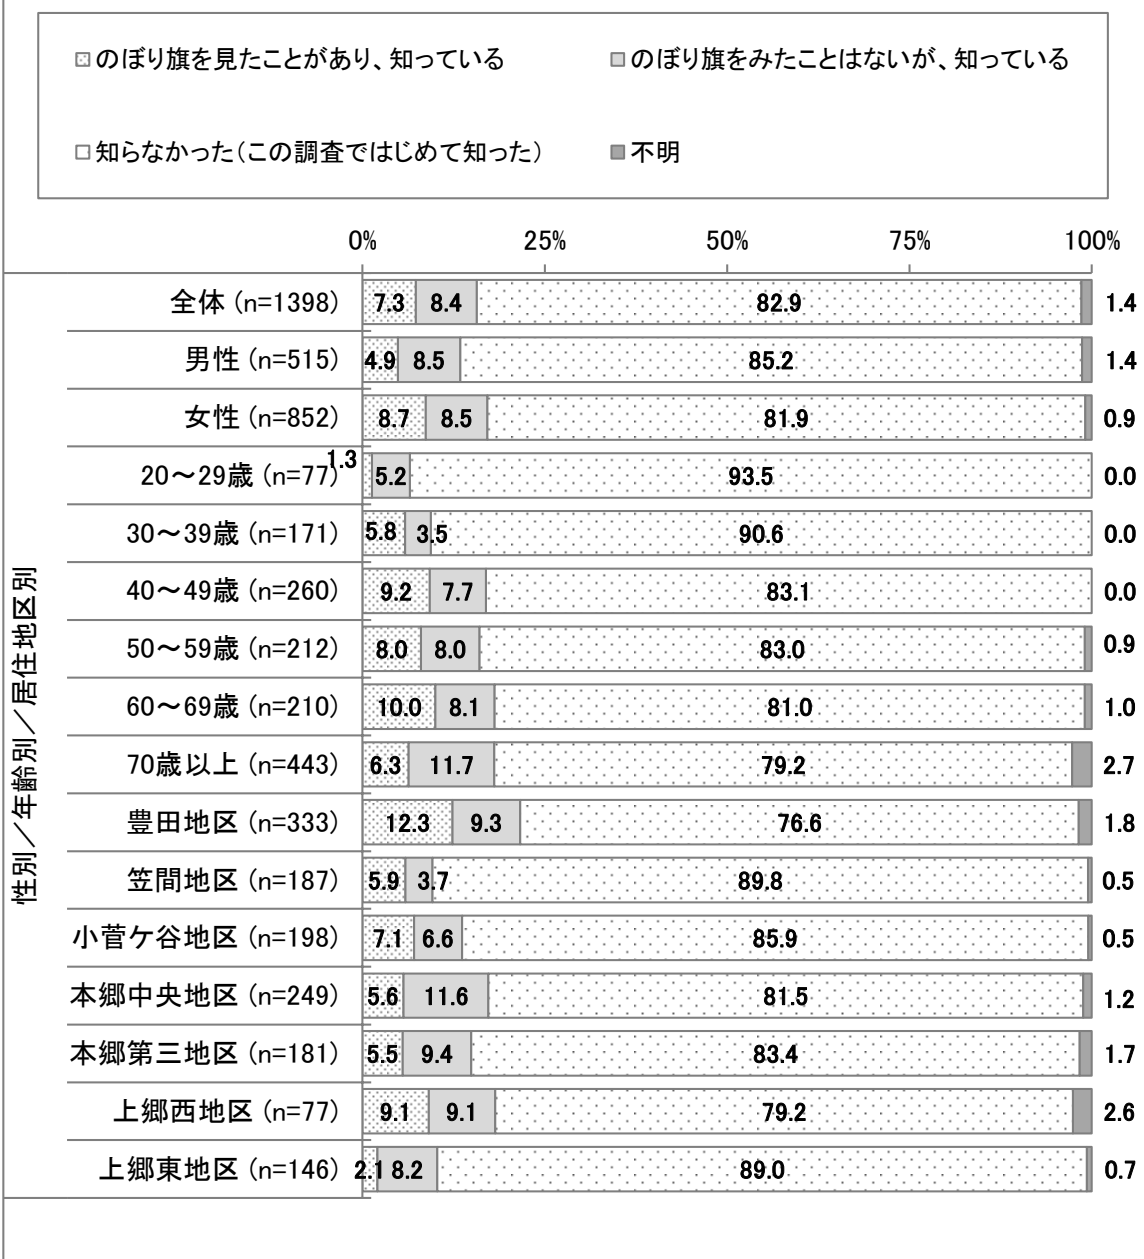 のぼり旗を見たことがあり、知っている のぼり旗をみたことはないが、知っている
知らなかった（この調査ではじめて知った） 不明
0% 25% 50% 75% 100%
性別／年齢別／居住地区別
全体 (n=1398) 7.3 8.4 82.9 1.4
男性 (n=515) 4.9 8.5 85.2 1.4
女性 (n=852) 8.7 8.5 81.9 0.9
20～29歳 (n=77) 1.3 5.2 93.5 0.0
30～39歳 (n=171) 5.8 3.5 90.6 0.0
40～49歳 (n=260) 9.2 7.7 83.1 0.0
50～59歳 (n=212) 8.0 8.0 83.0 0.9
60～69歳 (n=210) 10.0 8.1 81.0 1.0
70歳以上 (n=443) 6.3 11.7 79.2 2.7
豊田地区 (n=333) 12.3 9.3 76.6 1.8
笠間地区 (n=187) 5.9 3.7 89.8 0.5
小菅ケ谷地区 (n=198) 7.1 6.6 85.9 0.5
本郷中央地区 (n=249) 5.6 11.6 81.5 1.2
本郷第三地区 (n=181) 5.5 9.4 83.4 1.7
上郷西地区 (n=77) 9.1 9.1 79.2 2.6
上郷東地区 (n=146) 2.1 8.2 89.0 0.7